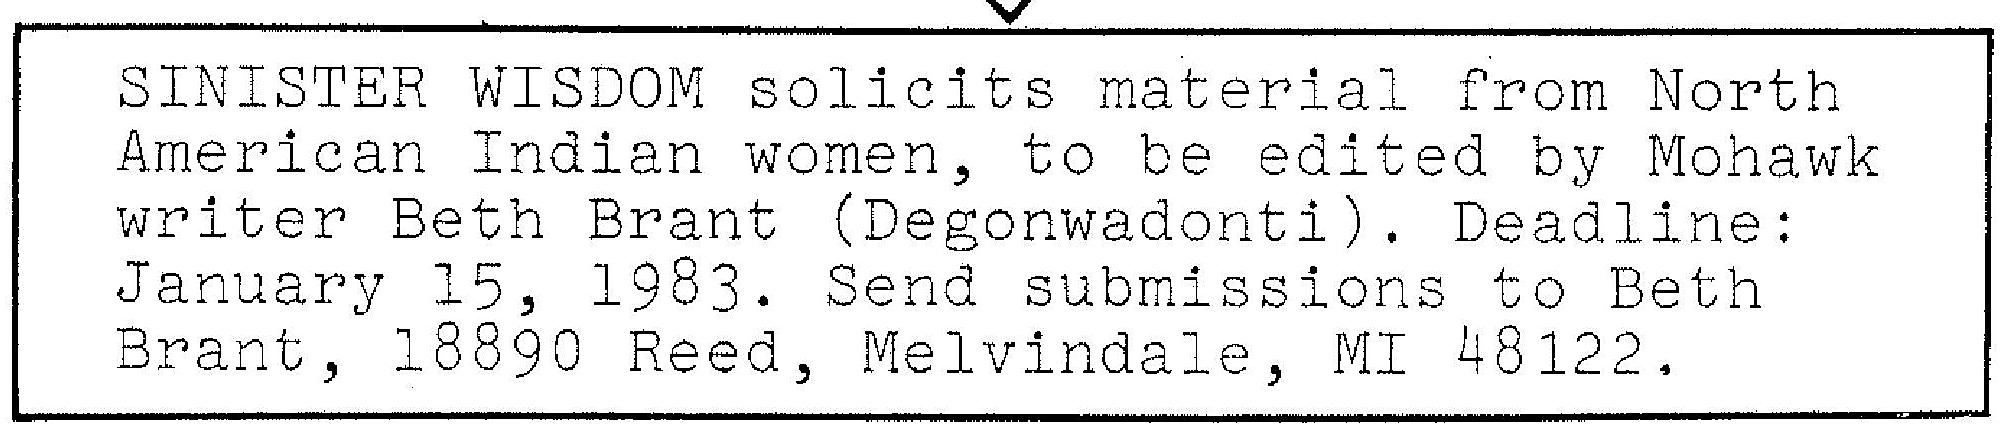 SINISTER WISDOM solicits material from North
American Indian women, to be edited by Mohawk
writer Beth Brant (Degonwadonti). Deadline:
January 15, 1983. Send submissions to Beth
Brant, 18890 Reed, Melvindale, MI 48122.